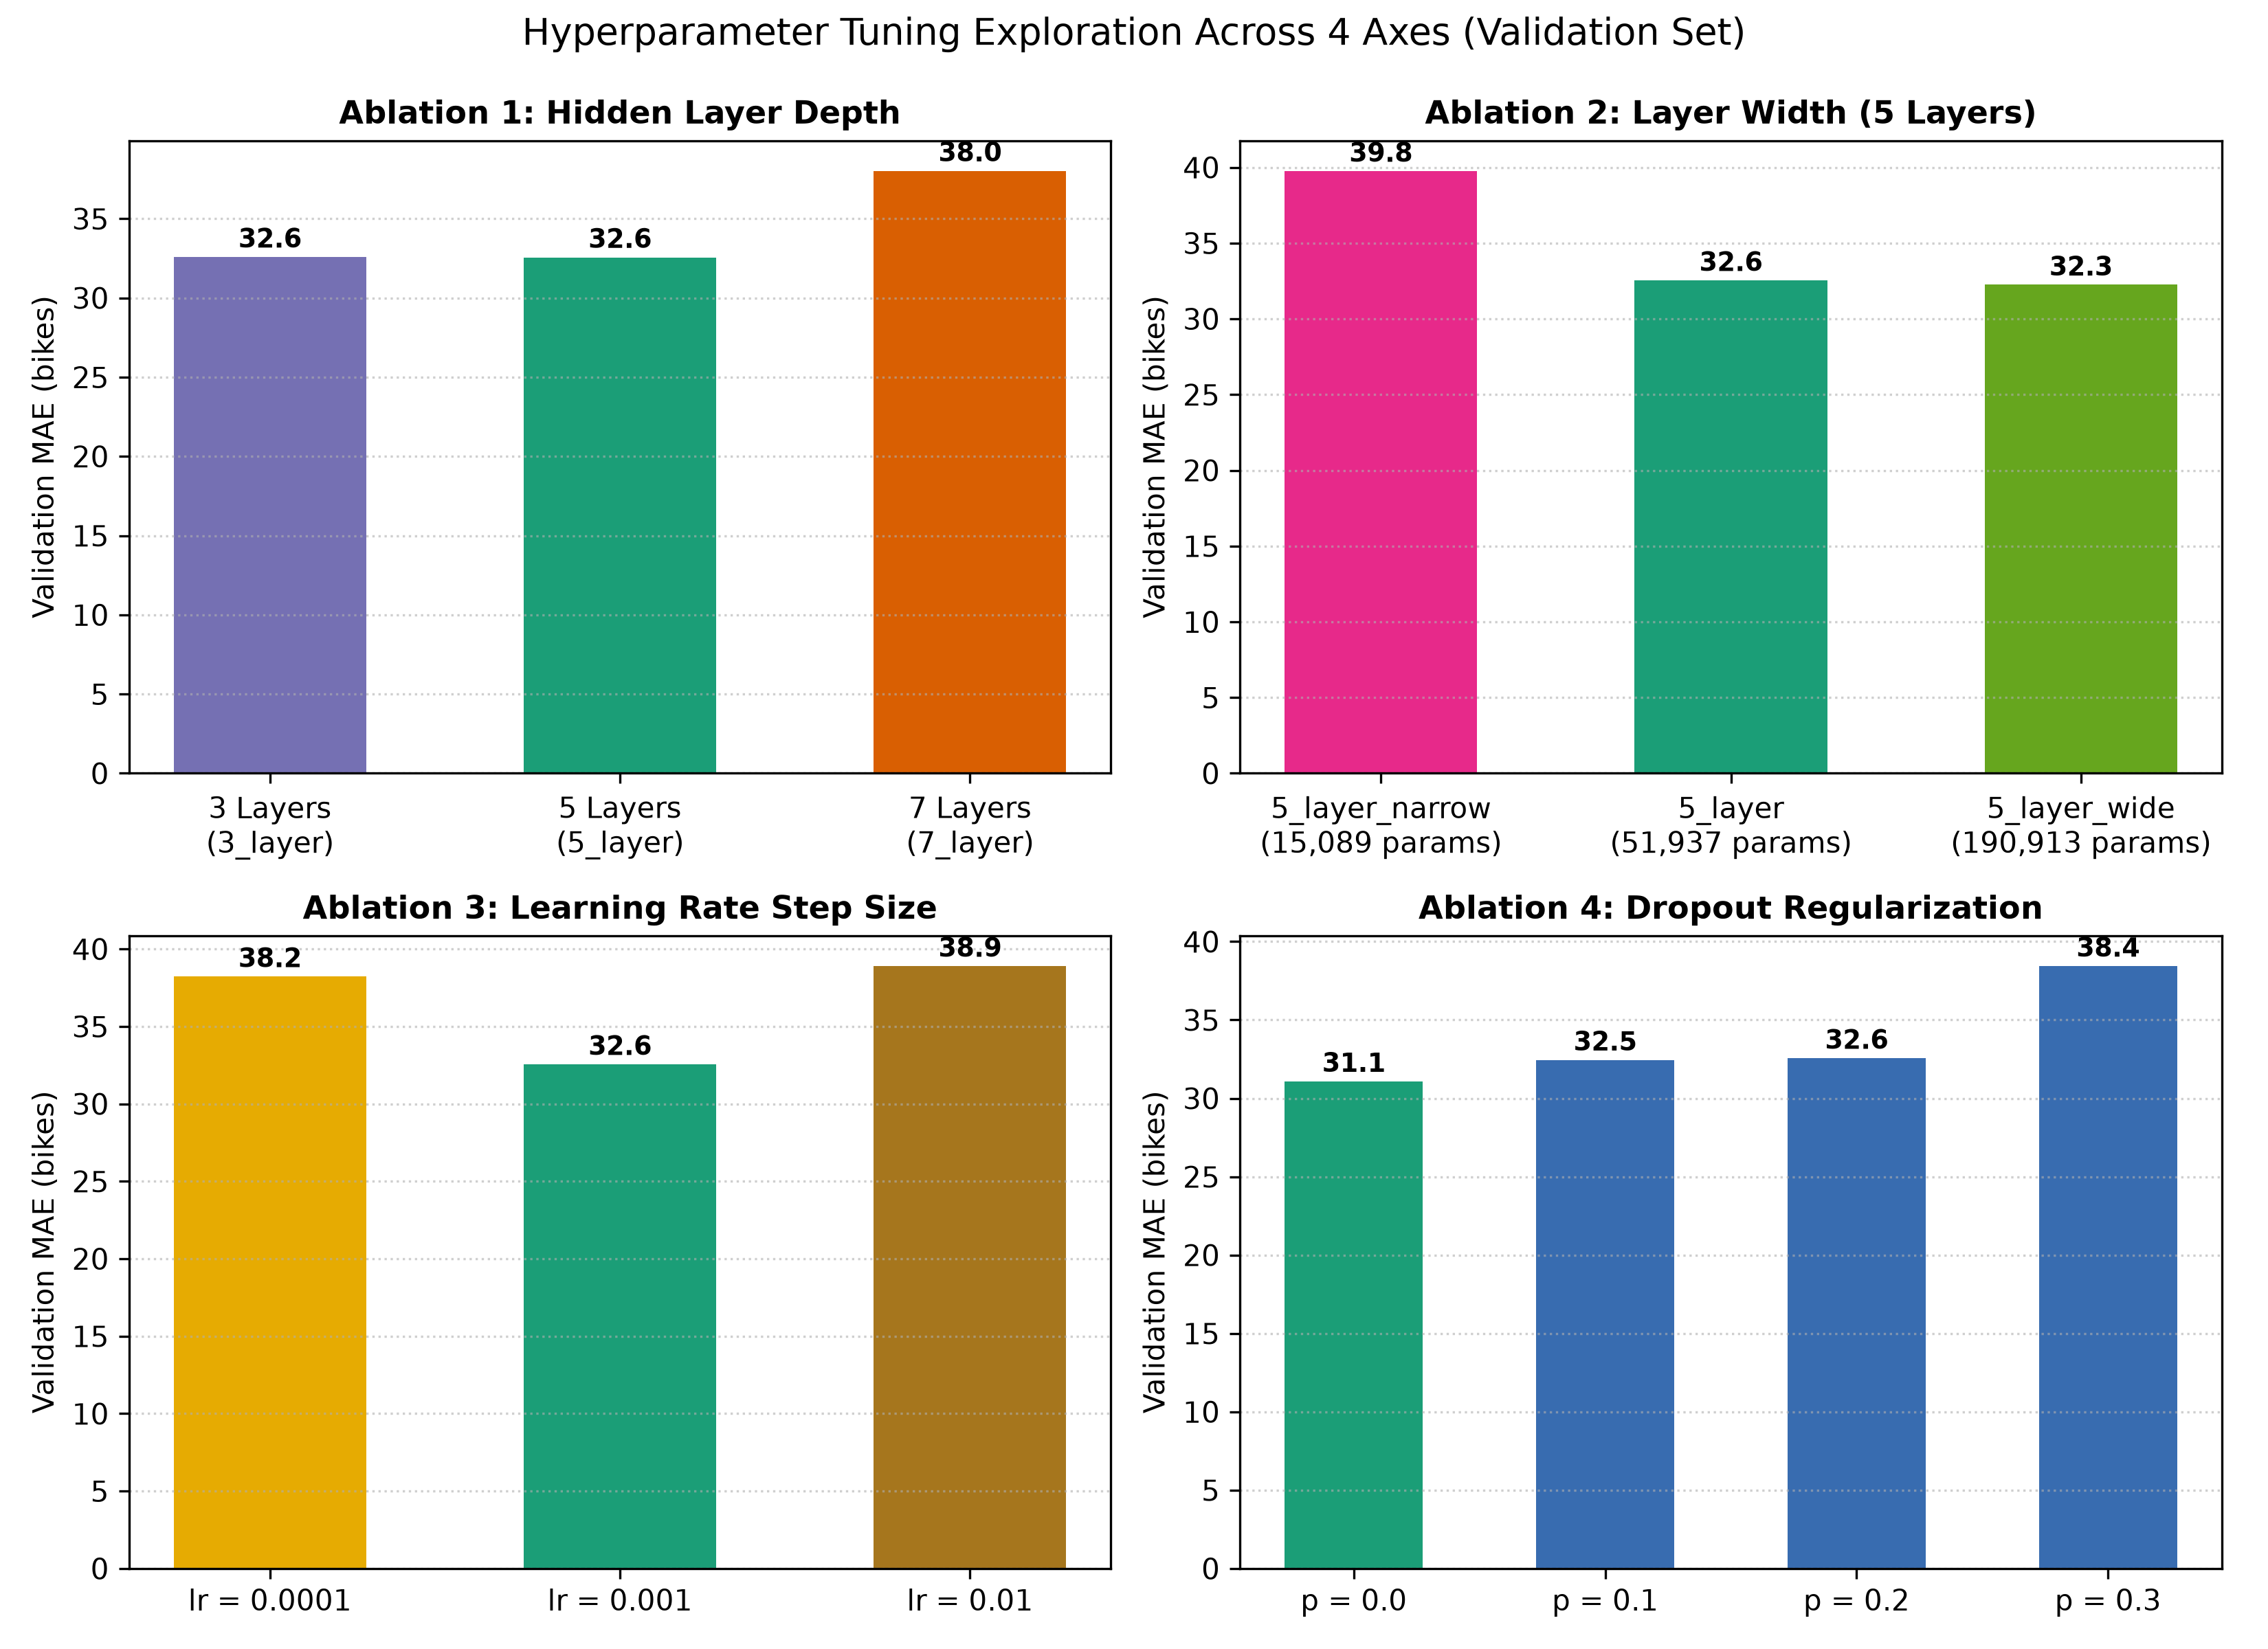 Hyperparameter Tuning Exploration Across 4 Axes (Validation Set)
Ablation 1: Hidden Layer Depth
Validation MAE (bikes)
35
30
25
20
15
10
5
0
32.6
32.6
38.0
3 Layers
(3_layer)
5 Layers
(5_layer)
7 Layers
(7_layer)
Ablation 2: Layer Width (5 Layers)
Validation MAE (bikes)
40
35
30
25
20
15
10
5
0
39.8
32.6
32.3
5_layer_narrow
(15,089 params)
5_layer
(51,937 params)
5_layer_wide
(190,913 params)
Ablation 3: Learning Rate Step Size
Validation MAE (bikes)
40
35
30
25
20
15
10
5
0
38.2
32.6
38.9
lr = 0.0001
lr = 0.001
lr = 0.01
Ablation 4: Dropout Regularization
Validation MAE (bikes)
40
35
30
25
20
15
10
5
0
31.1
32.5
32.6
38.4
p = 0.0
p = 0.1
p = 0.2
p = 0.3